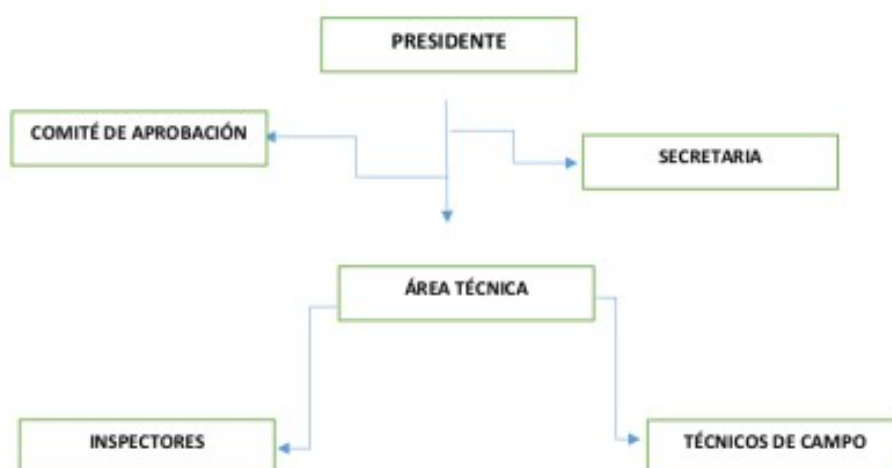 PRESIDENTE
COMITÉ DE APROBACIÓN
SECRETARIA
ÁREA TÉCNICA
INSPECTORES
TÉCNICOS DE CAMPO